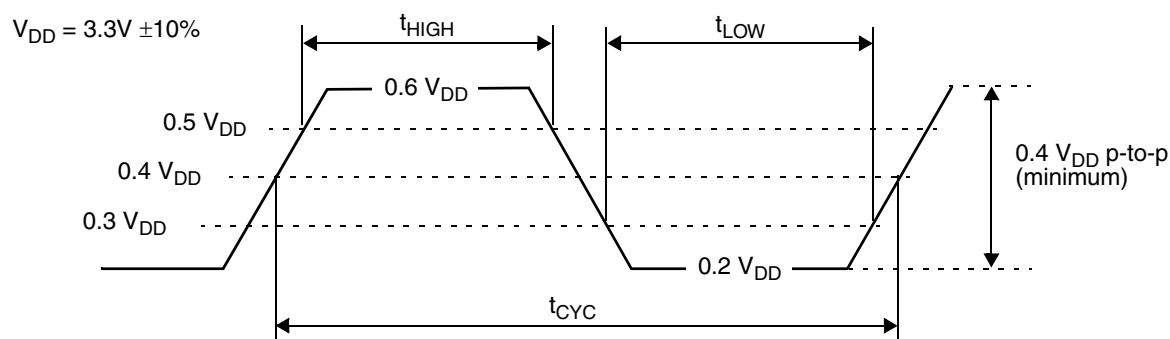 V_DD = 3.3V ±10%
t_HIGH
t_LOW
0.6 V_DD
0.5 V_DD
0.4 V_DD
0.3 V_DD
0.2 V_DD
0.4 V_DD p-to-p
(minimum)
t_CYC